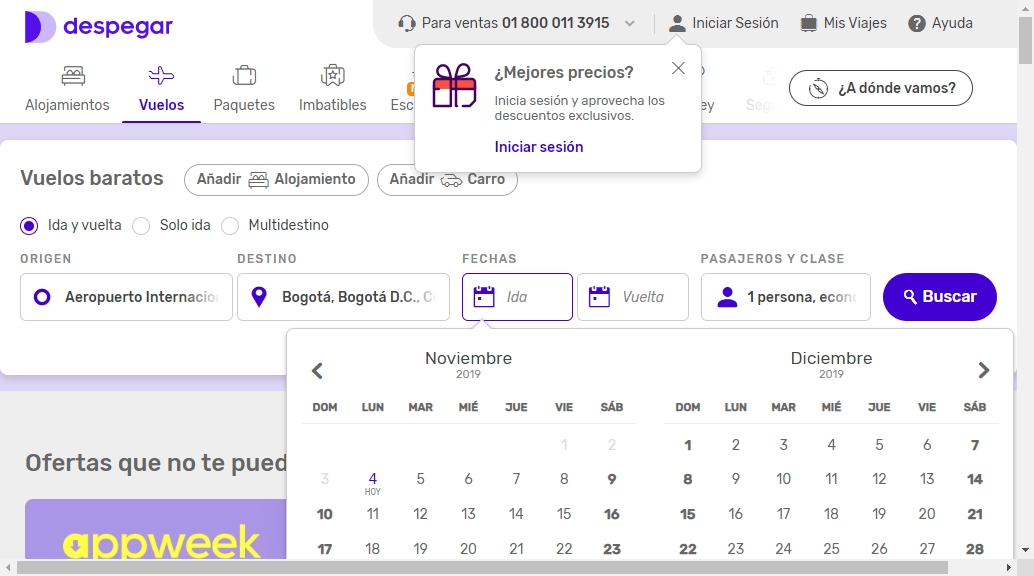 despegar
Para ventas 01 800 011 3915
Iniciar Sesión
Mis Viajes
Ayuda
Alojamientos
Vuelos
Paquetes
Imbatibles
¿Mejores precios?
Inicia sesión y aprovecha los
descuentos exclusivos.
Iniciar sesión
¿A dónde vamos?
Vuelos baratos
Añadir Alojamiento
Añadir Carro
Ida y vuelta
Solo ida
Multidestino
ORIGEN
DESTINO
FECHAS
PASAJEROS Y CLASE
Aeropuerto Internacio
Bogotá, Bogotá D.C., C
Ida
Vuelta
1 persona, econ
Buscar
Noviembre
2019
DOM LUN MAR MIÉ JUE VIE SÁB
1 2
3 4 5 6 7 8 9
HOY
10 11 12 13 14 15 16
17 18 19 20 21 22 23
Diciembre
2019
DOM LUN MAR MIÉ JUE VIE SÁB
1 2 3 4 5 6 7
8 9 10 11 12 13 14
15 16 17 18 19 20 21
22 23 24 25 26 27 28
Ofertas que no te pued
appweek